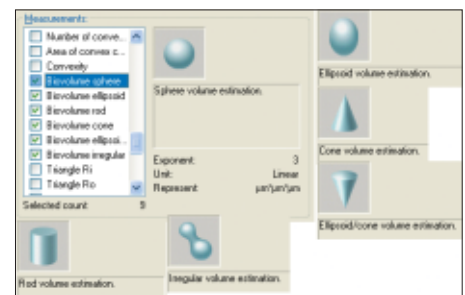 Measurements:
Number of conve...
Area of convex c...
Convexity
Biovolume sphere
Biovolume ellipsoid
Biovolume rod
Biovolume cone
Biovolume ellipsoi...
Biovolume irregular
Triangle Ri
Triangle Ro
Selected count: 9
Sphere volume estimation.
Exponent: 3
Unit: Linear
Represent: µm/µm/µm
Ellipsoid volume estimation.
Cone volume estimation.
Ellipsoid/cone volume estimation.
Rod volume estimation.
Irregular volume estimation.